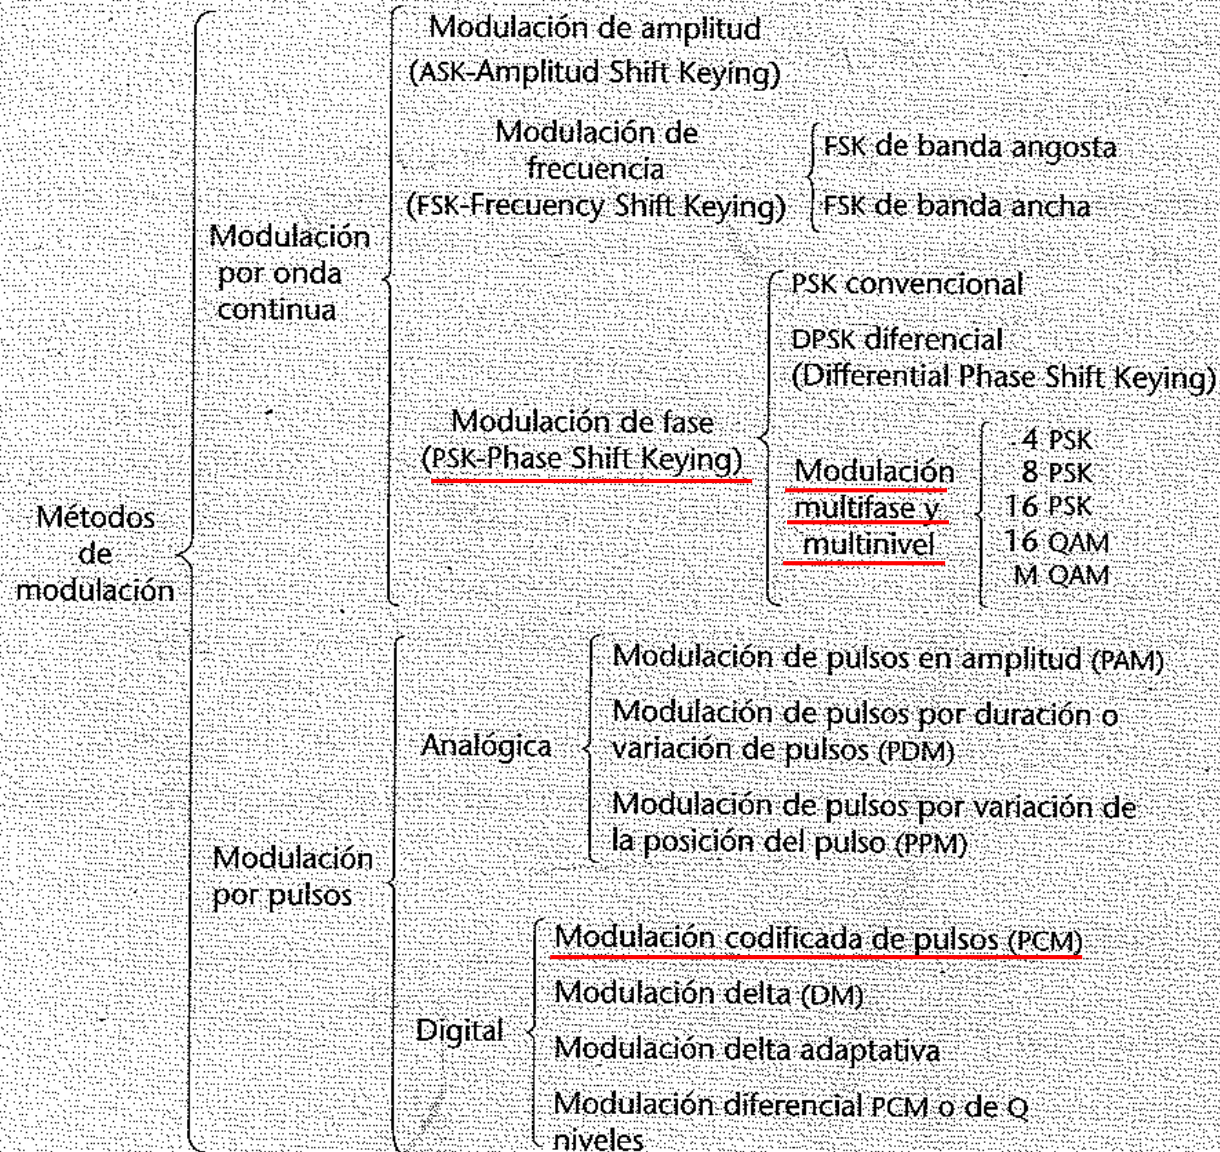 Métodos
de
modulación
Modulación
por onda
continua
Modulación de amplitud
(ASK-Amplitud Shift Keying)
Modulación de
frecuencia
(FSK-Frecuency Shift Keying)
FSK de banda angosta
FSK de banda ancha
Modulación de fase
(PSK-Phase Shift Keying)
PSK convencional
DPSK diferencial
(Differential Phase Shift Keying)
Modulación
multifase y
multinivel
4 PSK
8 PSK
16 PSK
16 QAM
M QAM
Modulación
por pulsos
Analógica
Modulación de pulsos en amplitud (PAM)
Modulación de pulsos por duración o
variación de pulsos (PDM)
Modulación de pulsos por variación de
la posición del pulso (PPM)
Digital
Modulación codificada de pulsos (PCM)
Modulación delta (DM)
Modulación delta adaptativa
Modulación diferencial PCM o de Q
niveles